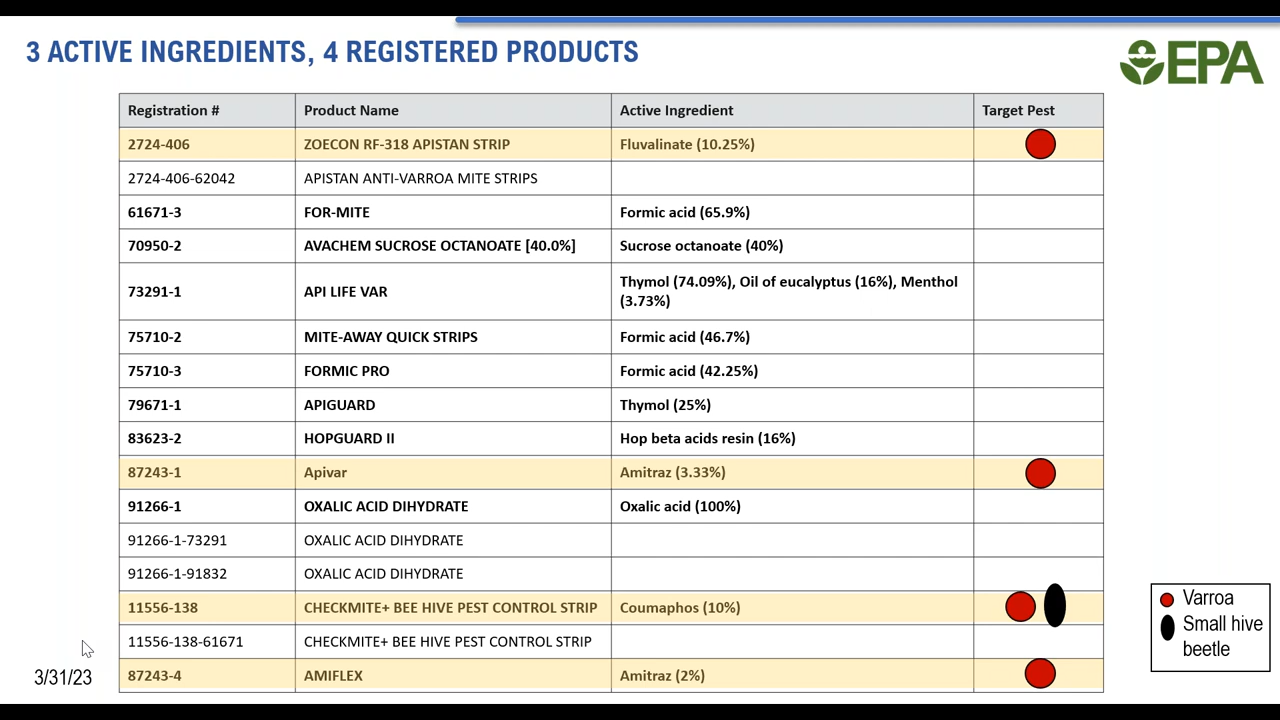 3 ACTIVE INGREDIENTS, 4 REGISTERED PRODUCTS
EPA
Registration # Product Name Active Ingredient Target Pest
2724-406 ZOECON RF-318 APISTAN STRIP Fluvalinate (10.25%)
2724-406-62042 APISTAN ANTI-VARROA MITE STRIPS
61671-3 FOR-MITE Formic acid (65.9%)
70950-2 AVACHEM SUCROSE OCTANOATE [40.0%] Sucrose octanoate (40%)
73291-1 API LIFE VAR Thymol (74.09%), Oil of eucalyptus (16%), Menthol
(3.73%)
75710-2 MITE-AWAY QUICK STRIPS Formic acid (46.7%)
75710-3 FORMIC PRO Formic acid (42.25%)
79671-1 APIGUARD Thymol (25%)
83623-2 HOPGUARD II Hop beta acids resin (16%)
87243-1 Apivar Amitraz (3.33%)
91266-1 OXALIC ACID DIHYDRATE Oxalic acid (100%)
91266-1-73291 OXALIC ACID DIHYDRATE
91266-1-91832 OXALIC ACID DIHYDRATE
11556-138 CHECKMITE+ BEE HIVE PEST CONTROL STRIP Coumaphos (10%)
11556-138-61671 CHECKMITE+ BEE HIVE PEST CONTROL STRIP
87243-4 AMIFLEX Amitraz (2%)
Varroa
Small hive
beetle
3/31/23